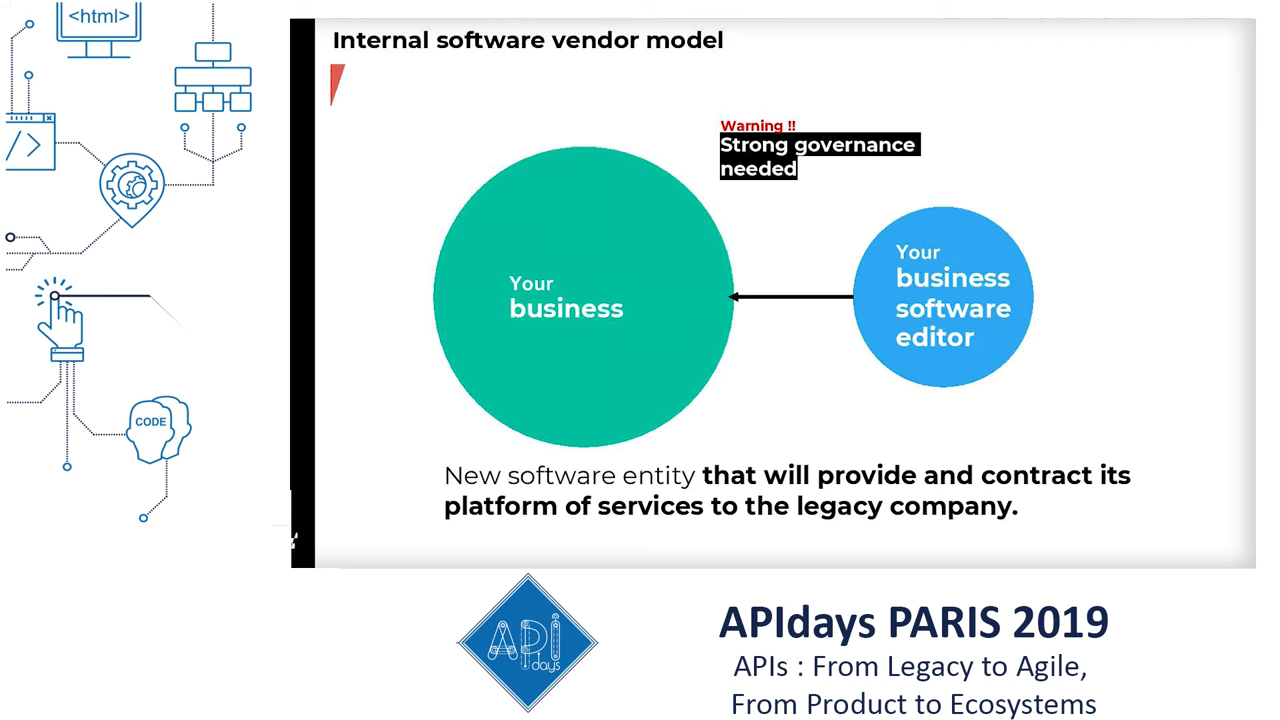 <html>
Internal software vendor model
Warning !!
Strong governance
needed
</>
Your
business
Your
business
software
editor
CODE
New software entity that will provide and contract its
platform of services to the legacy company.
API
days
APIdays PARIS 2019
APIs : From Legacy to Agile,
From Product to Ecosystems